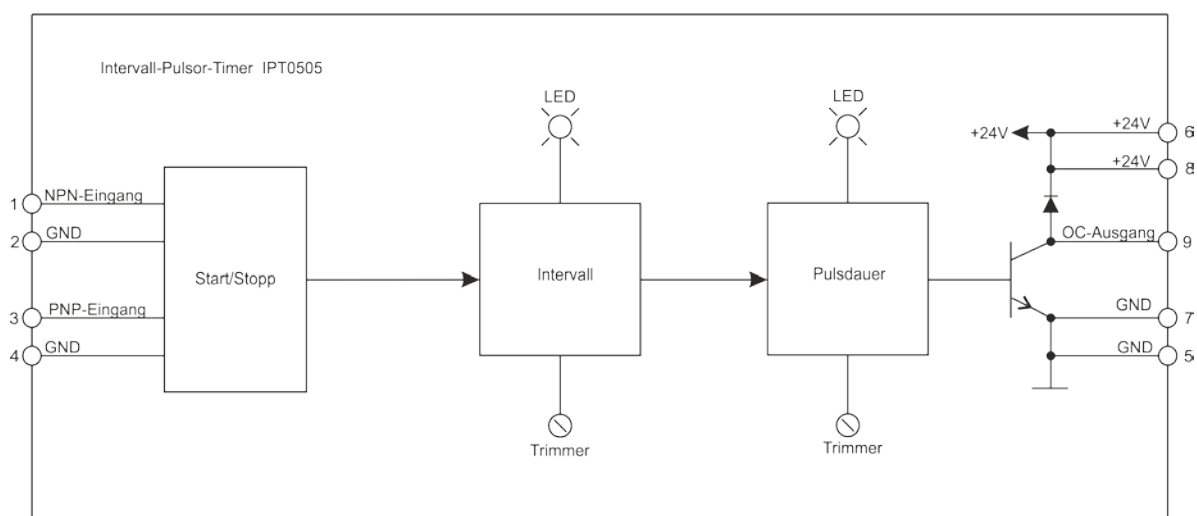 Intervall-Pulsor-Timer IPT0505
LED
LED
+24V
+24V
6
+24V
8
1
NPN-Eingang
2
GND
Start/Stopp
Intervall
Pulsdauer
OC-Ausgang
9
3
PNP-Eingang
GND
7
4
GND
GND
5
Trimmer
Trimmer